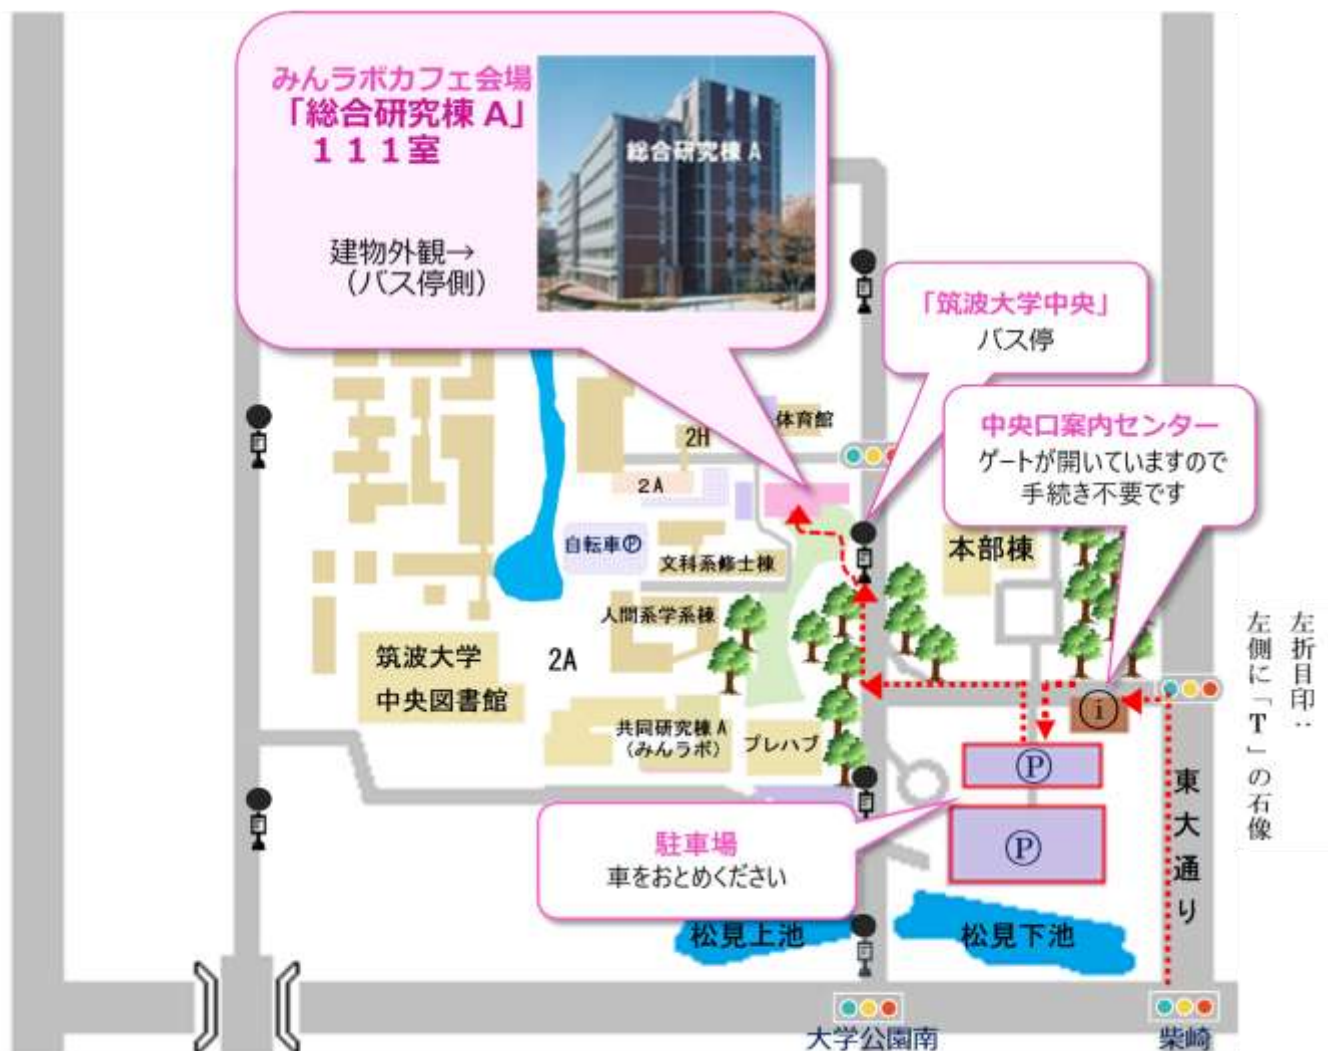 みんラボカフェ会場
「総合研究棟 A」
１１１室
建物外観→
（バス停側）
総合研究棟 A
「筑波大学中央」
バス停
中央口案内センター
ゲートが開いていますので
手続き不要です
体育館
2H
２A
自転車Ⓟ
文科系修士棟
本部棟
人間系学系棟
筑波大学
中央図書館
2A
共同研究棟 A
（みんラボ）
プレハブ
ⓘ
Ⓟ
Ⓟ
駐車場
車をおとめください
松見上池
松見下池
東大通り
左折目印：
左側に「T」の石像
大学公園南
柴崎